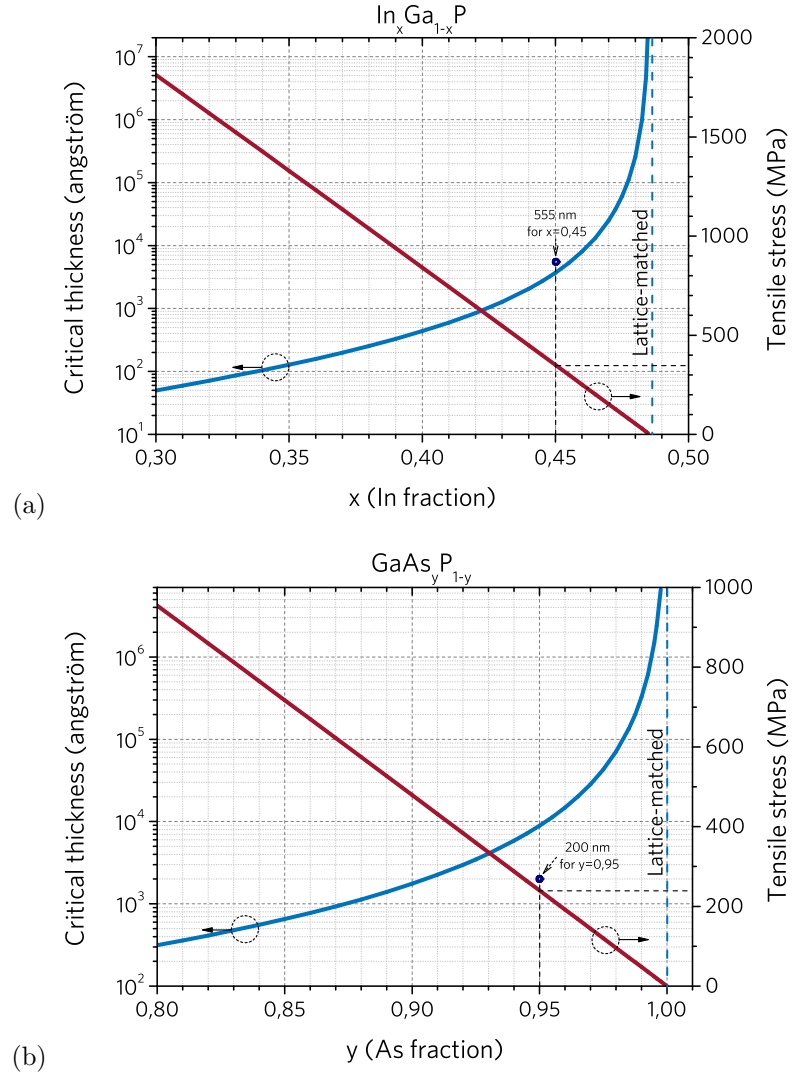 InxGa1-xP
Critical thickness (angström)
10^7
10^6
10^5
10^4
10^3
10^2
10^1
2000
1500
1000
500
0
Tensile stress (MPa)
555 nm
for x=0,45
Lattice-matched
0,30 0,35 0,40 0,45 0,50
x (In fraction)
(a)
GaAsyP1-y
Critical thickness (angström)
10^6
10^5
10^4
10^3
10^2
1000
800
600
400
200
0
Tensile stress (MPa)
200 nm
for y=0,95
Lattice-matched
0,80 0,85 0,90 0,95 1,00
y (As fraction)
(b)